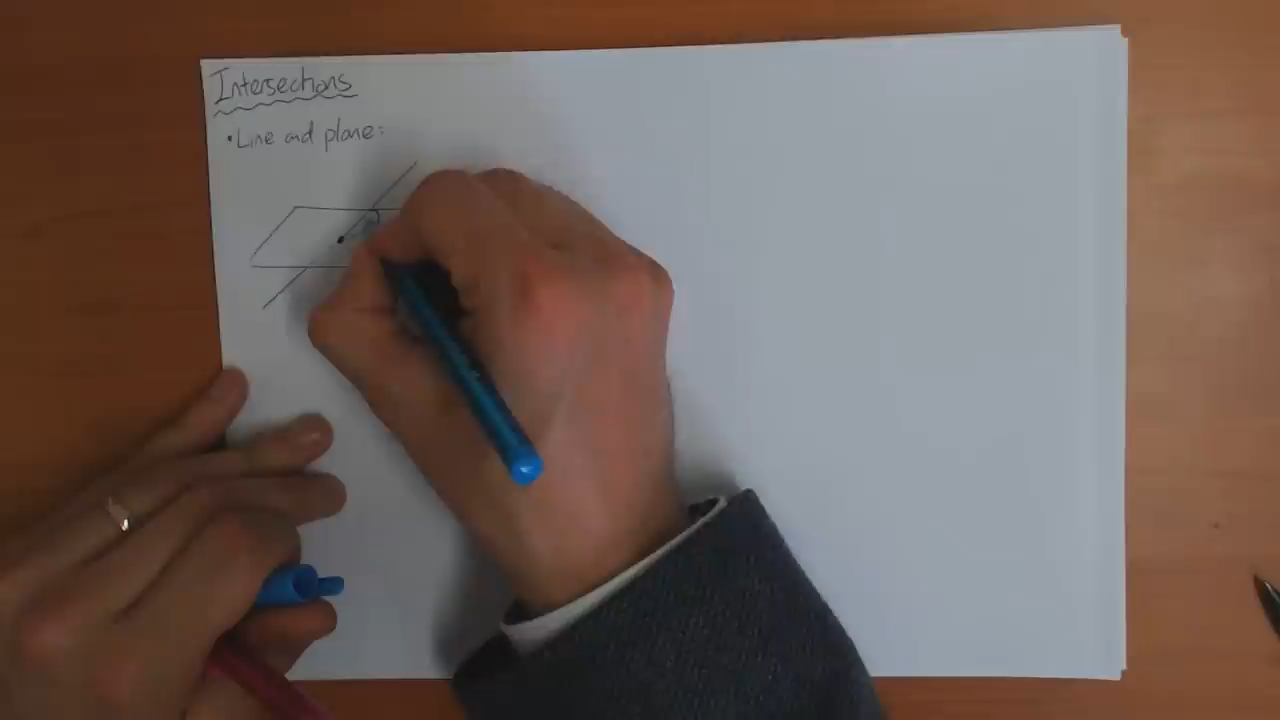 Intersections
• Line and plane: